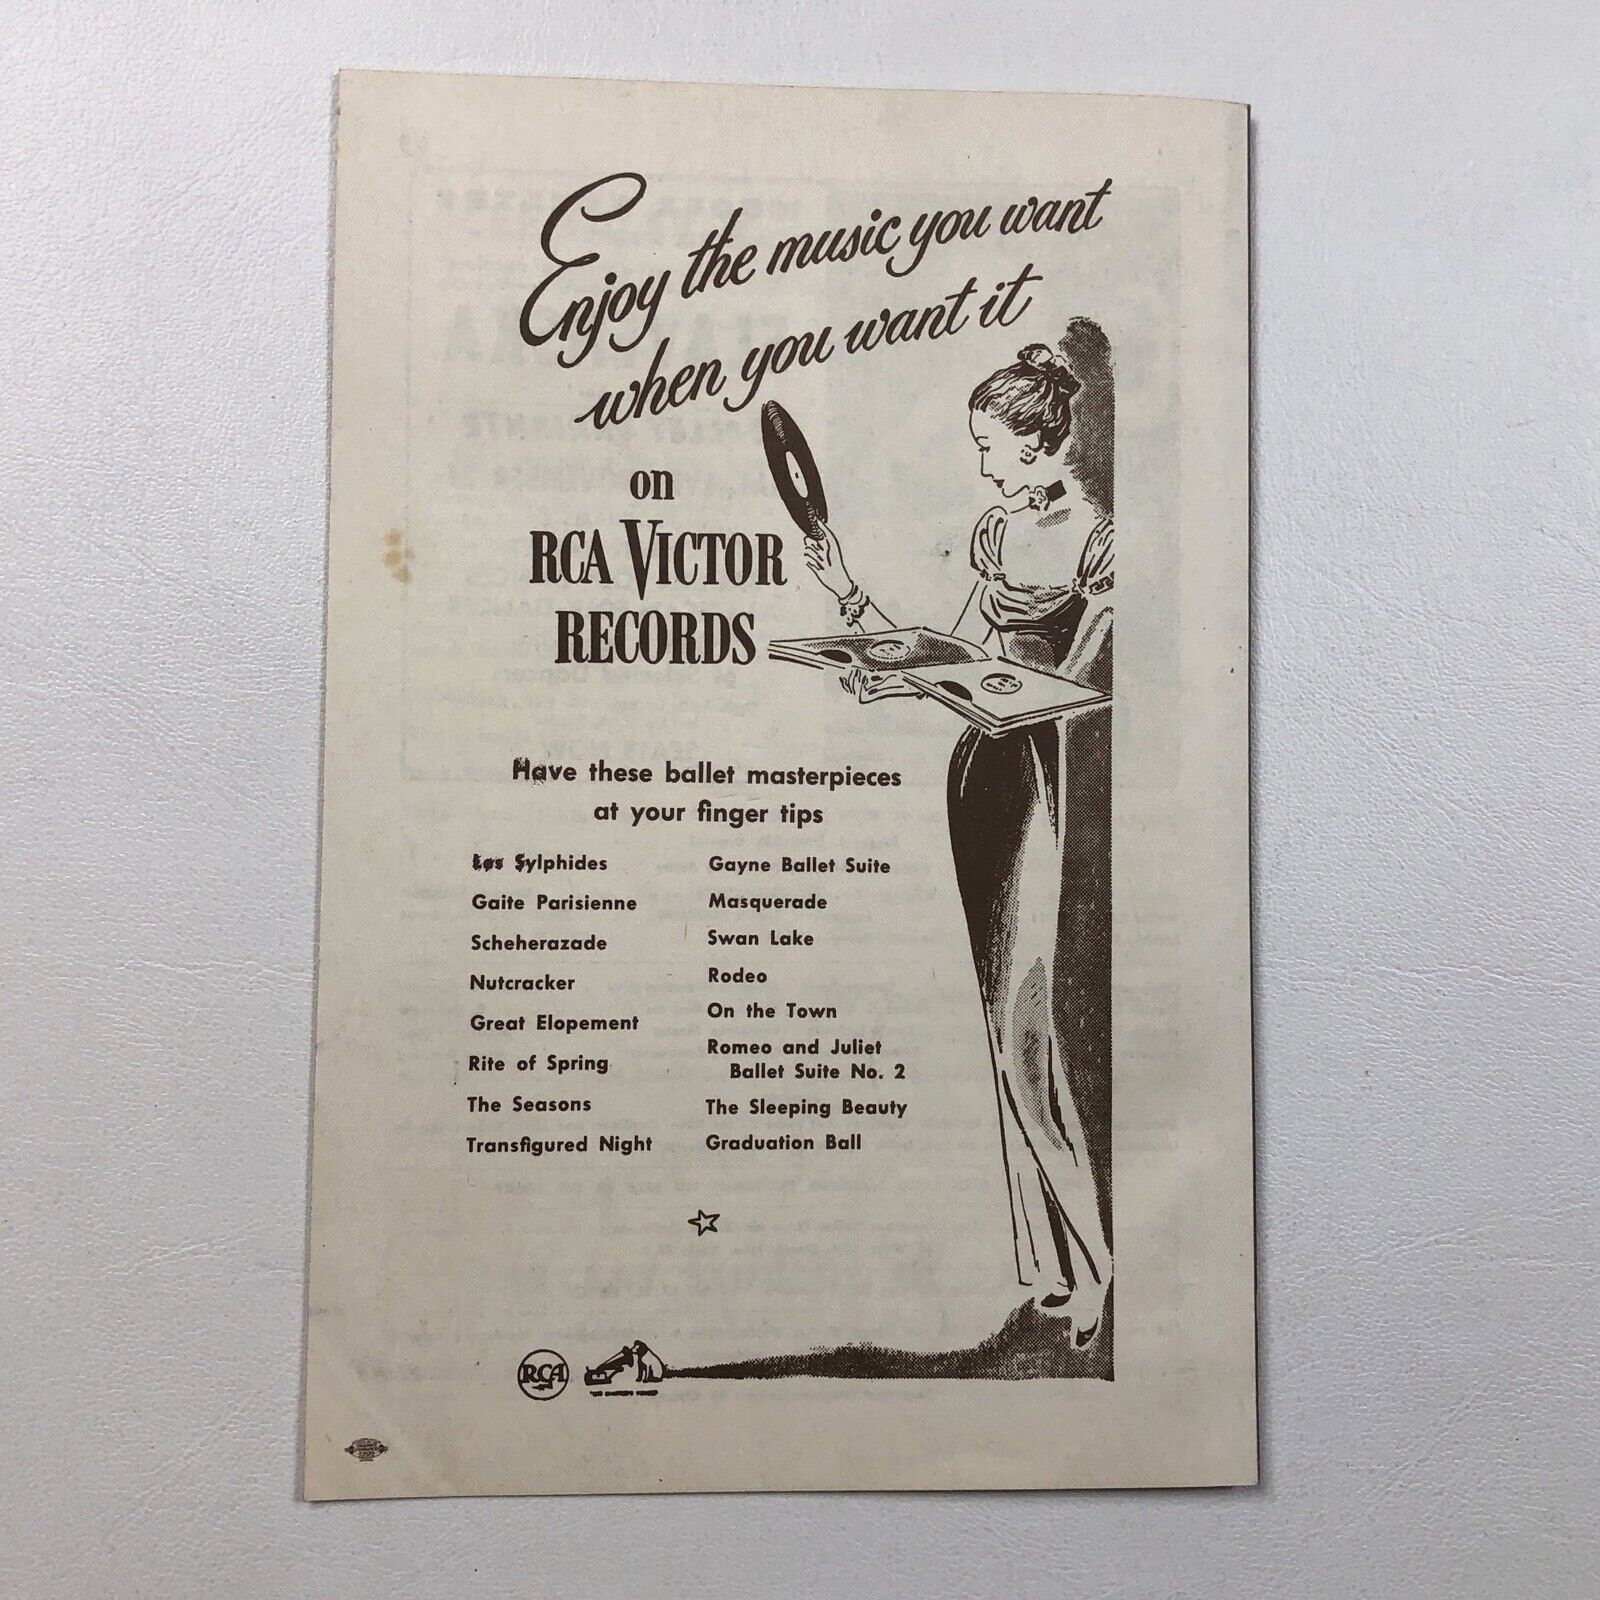 Enjoy the music you want
when you want it
on
RCA VICTOR
RECORDS
Have these ballet masterpieces
at your finger tips
Les Sylphides
Gaite Parisienne
Scheherazade
Nutcracker
Great Elopement
Rite of Spring
The Seasons
Transfigured Night
Gayne Ballet Suite
Masquerade
Swan Lake
Rodeo
On the Town
Romeo and Juliet
Ballet Suite No. 2
The Sleeping Beauty
Graduation Ball
RCA